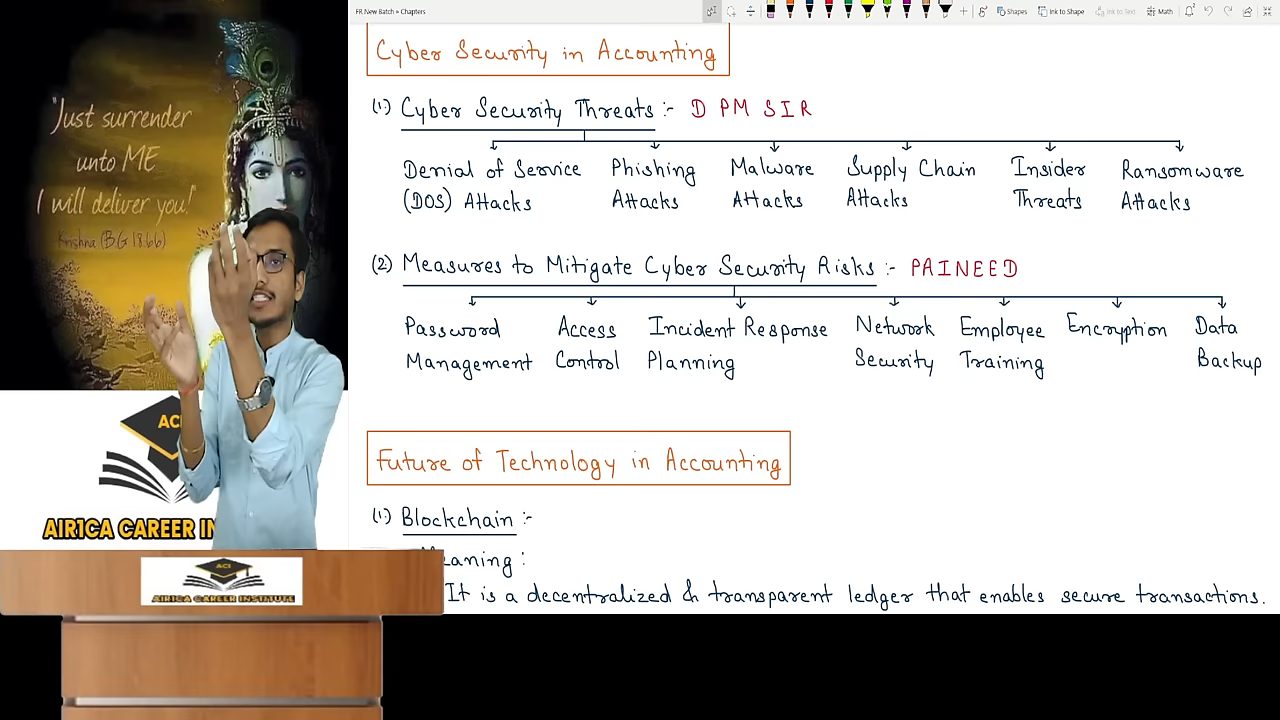 FR New Batch » Chapters
Shapes
Ink to Shape
Ink to Text
Math
"Just surrender
unto ME
I will deliver you!"
Krishna (BG 18:66)
Cyber Security in Accounting
(1) Cyber Security Threats :- D PM SIR
Denial of Service
(DOS) Attacks
Phishing
Attacks
Malware
Attacks
Supply Chain
Attacks
Insider
Threats
Ransomware
Attacks
(2) Measures to Mitigate Cyber Security Risks :- PAINEED
Password
Management
Access
Control
Incident Response
Planning
Network
Security
Employee
Training
Encryption
Data
Backup
Future of Technology in Accounting
(1) Blockchain :-
Meaning :
It is a decentralized & transparent ledger that enables secure transactions.
AIR1CA CAREER IN
ACI
AIR1CA CAREER INSTITUTE